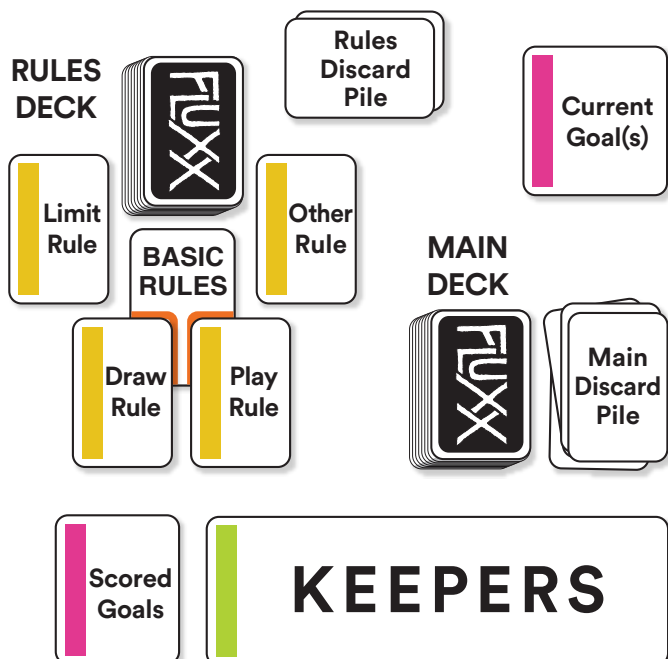 RULES
DECK
FLUXX
Rules
Discard
Pile
Current
Goal(s)
Limit
Rule
BASIC
RULES
Other
Rule
Draw
Rule
Play
Rule
MAIN
DECK
FLUXX
Main
Discard
Pile
Scored
Goals
KEEPERS